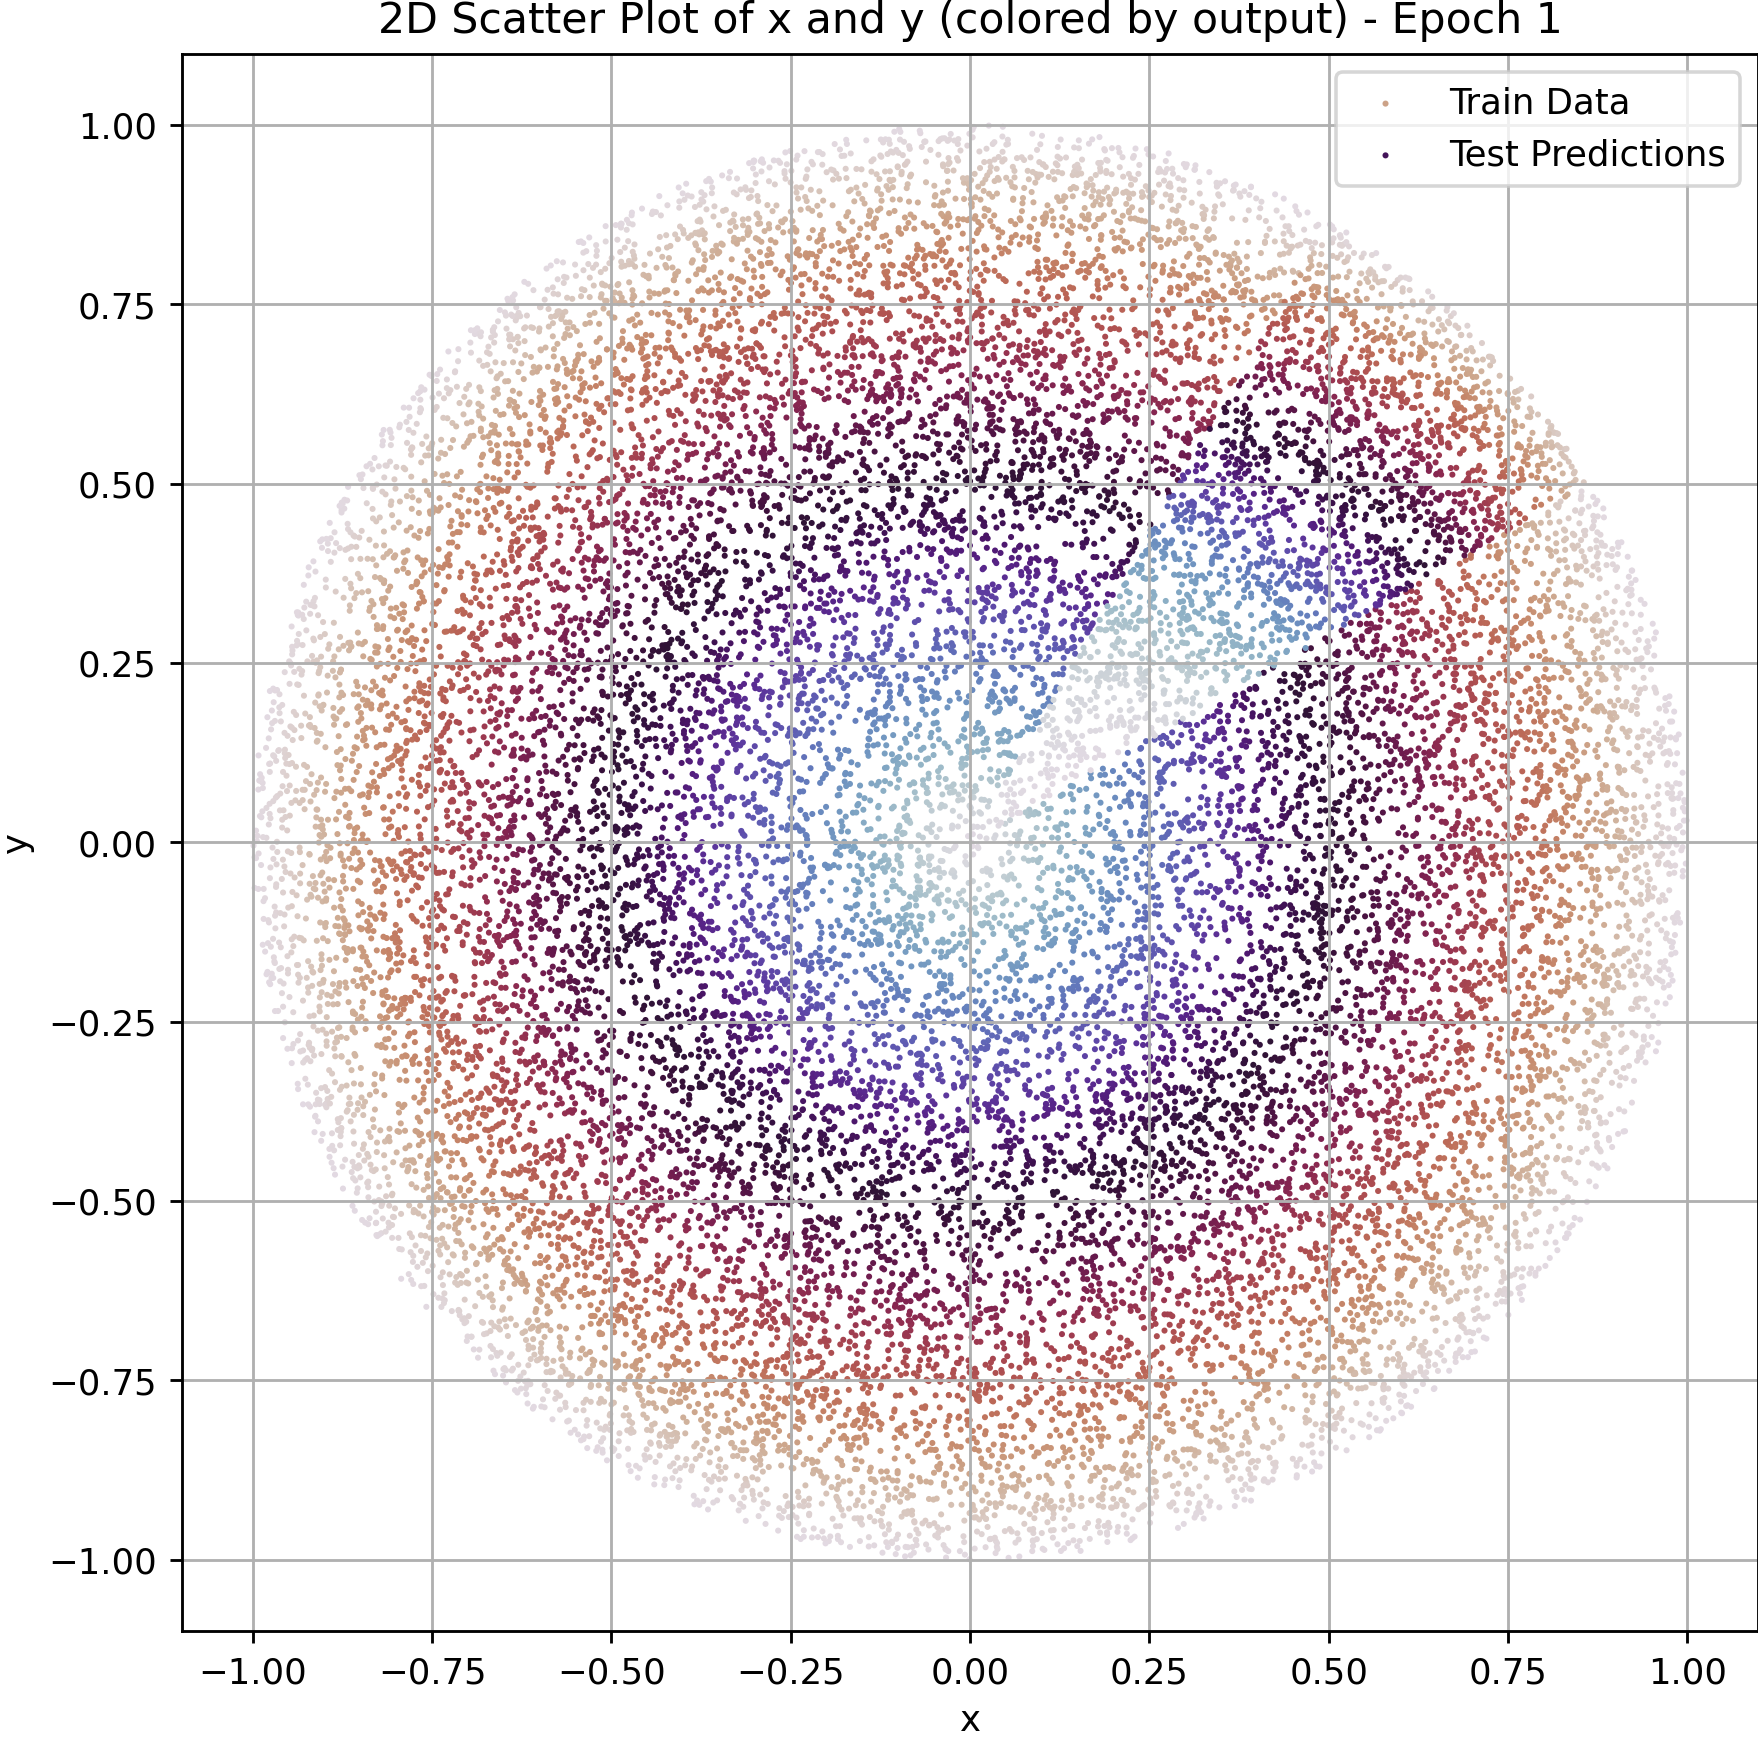 2D Scatter Plot of x and y (colored by output) - Epoch 1
Train Data
Test Predictions
1.00
0.75
0.50
0.25
0.00
−0.25
−0.50
−0.75
−1.00
y
−1.00 −0.75 −0.50 −0.25 0.00 0.25 0.50 0.75 1.00
x